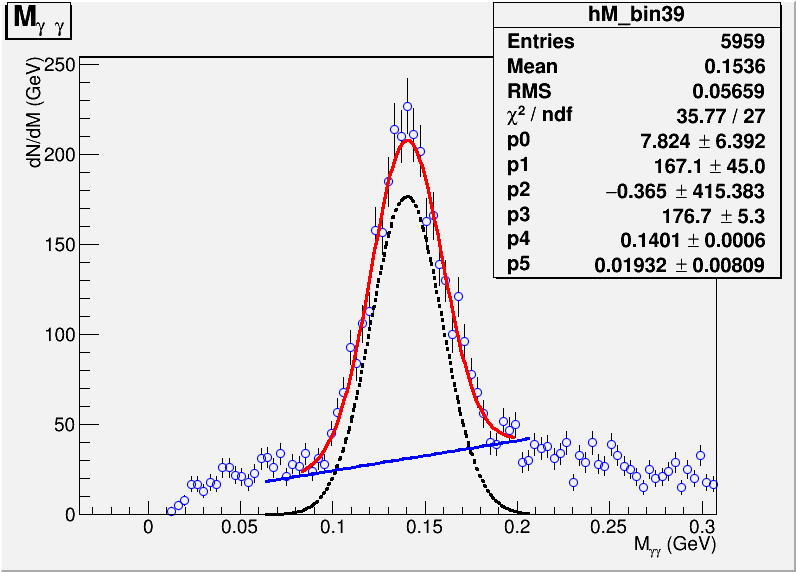 M_γ γ
hM_bin39
Entries 5959
Mean 0.1536
RMS 0.05659
χ² / ndf 35.77 / 27
p0 7.824 ± 6.392
p1 167.1 ± 45.0
p2 −0.365 ± 415.383
p3 176.7 ± 5.3
p4 0.1401 ± 0.0006
p5 0.01932 ± 0.00809
dN/dM (GeV)
250
200
150
100
50
0
0 0.05 0.1 0.15 0.2 0.25 0.3
M_γγ (GeV)